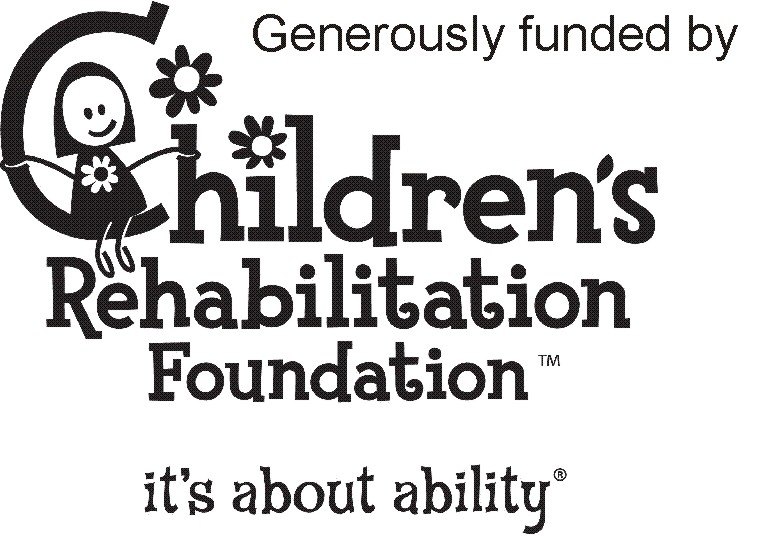 Generously funded by
Children's
Rehabilitation
Foundation™
it's about ability®